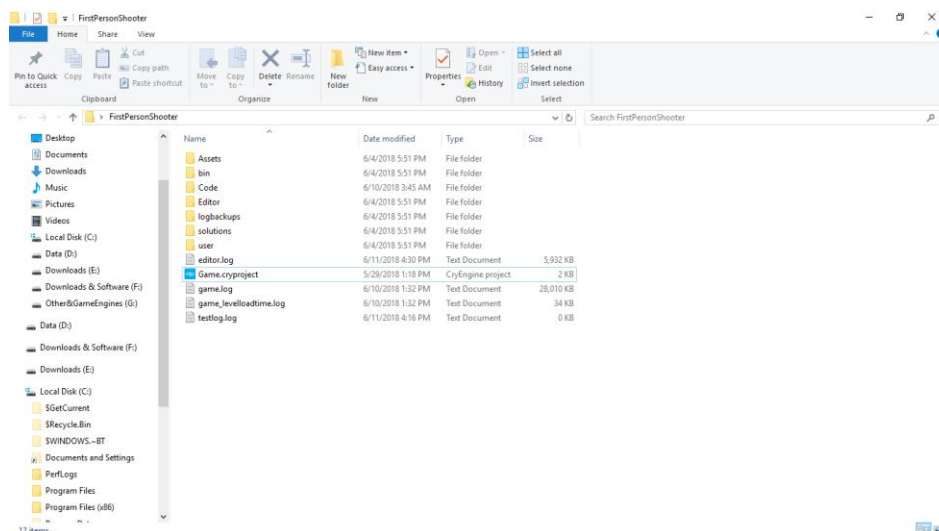 FirstPersonShooter
File Home Share View
Pin to Quick access
Copy
Paste
Cut
Copy path
Paste shortcut
Clipboard
Move to
Copy to
Delete
Rename
Organize
New folder
New item
Easy access
New
Properties
Open
Edit
History
Open
Select all
Select none
Invert selection
Select
FirstPersonShooter
Search FirstPersonShooter
Desktop
Documents
Downloads
Music
Pictures
Videos
Local Disk (C:)
Data (D:)
Downloads (E:)
Downloads & Software (F:)
Other&GameEngines (G:)
Data (D:)
Downloads & Software (F:)
Downloads (E:)
Local Disk (C:)
$GetCurrent
$Recycle.Bin
$WINDOWS.~BT
Documents and Settings
PerfLogs
Program Files
Program Files (x86)
Name Date modified Type Size
Assets 6/4/2018 5:51 PM File folder
bin 6/4/2018 5:51 PM File folder
Code 6/10/2018 3:45 AM File folder
Editor 6/4/2018 5:51 PM File folder
logbackups 6/4/2018 5:51 PM File folder
solutions 6/4/2018 5:51 PM File folder
user 6/4/2018 5:51 PM File folder
editor.log 6/11/2018 4:30 PM Text Document 5,932 KB
Game.cryproject 5/29/2018 1:18 PM CryEngine project 2 KB
game.log 6/10/2018 1:32 PM Text Document 28,010 KB
game_levelloadtime.log 6/10/2018 1:32 PM Text Document 34 KB
testlog.log 6/11/2018 4:16 PM Text Document 0 KB
12 items